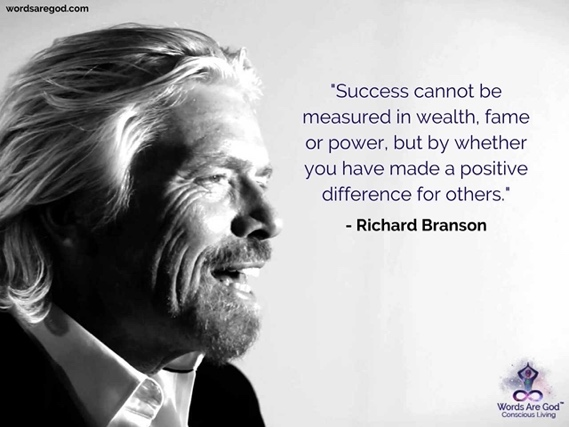 wordsaregod.com
"Success cannot be
measured in wealth, fame
or power, but by whether
you have made a positive
difference for others."
- Richard Branson
Words Are God™
Conscious Living